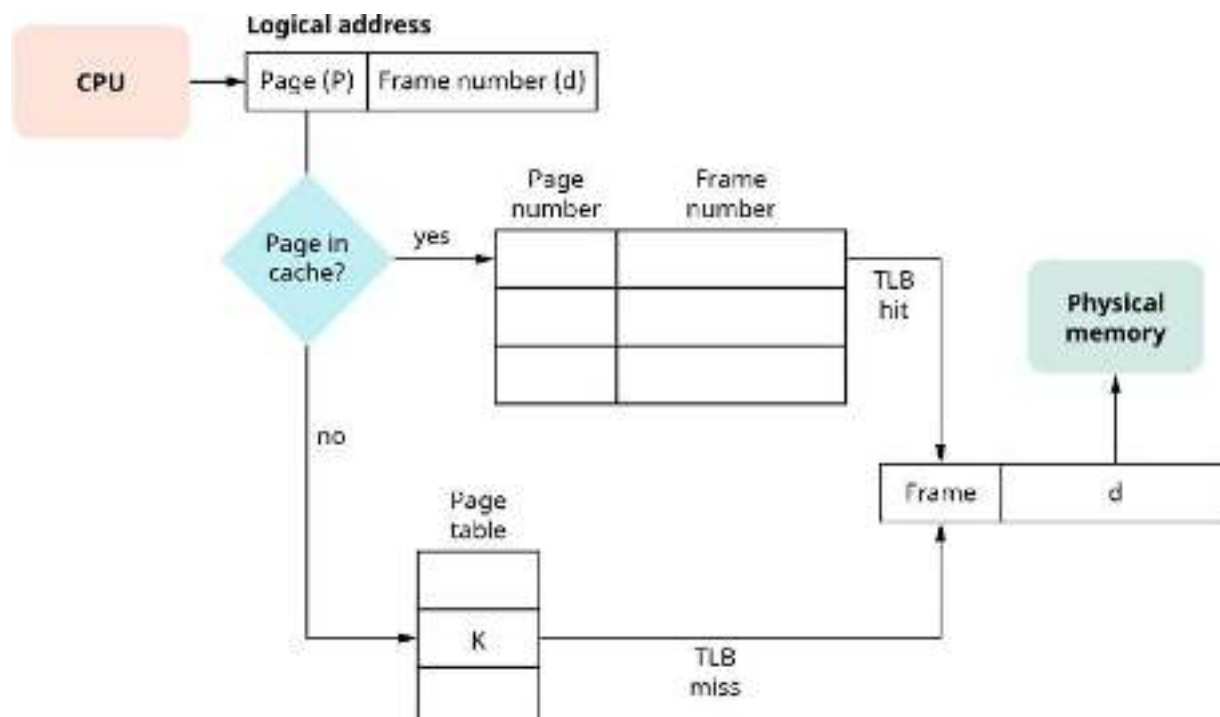 Logical address
CPU
Page (P)
Frame number (d)
Page
number
Frame
number
Page in
cache?
yes
TLB
hit
Physical
memory
no
Frame
d
Page
table
K
TLB
miss